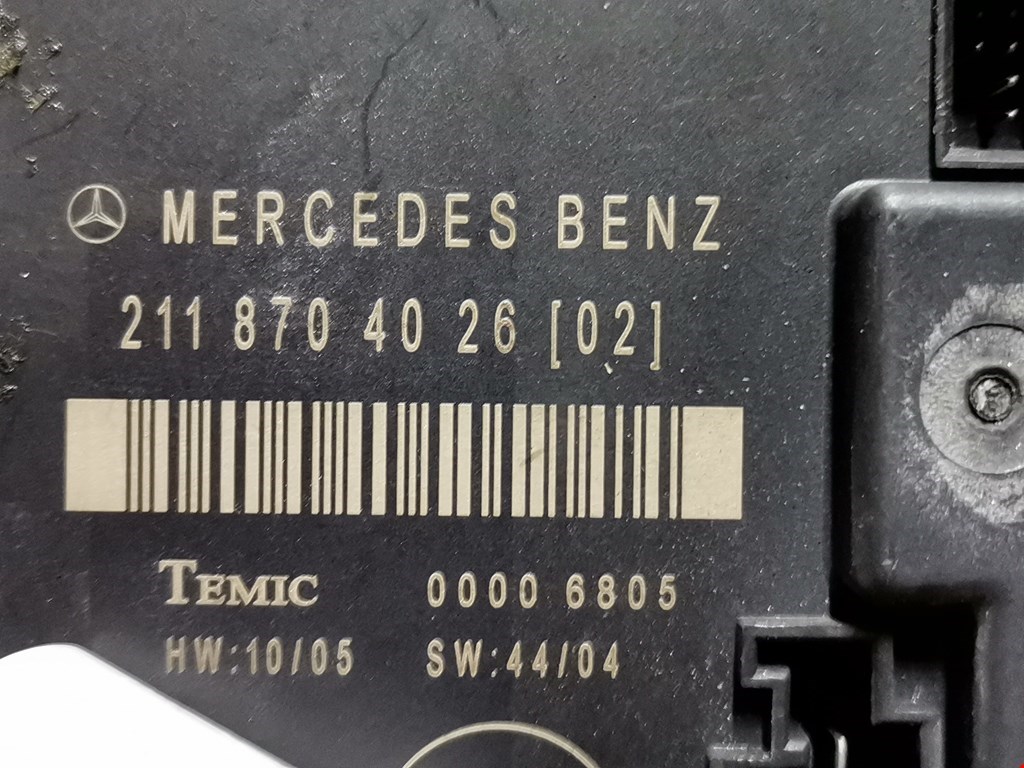 MERCEDES BENZ
211 870 40 26 [02]
TEMIC 0000 6805
HW:10/05 SW:44/04